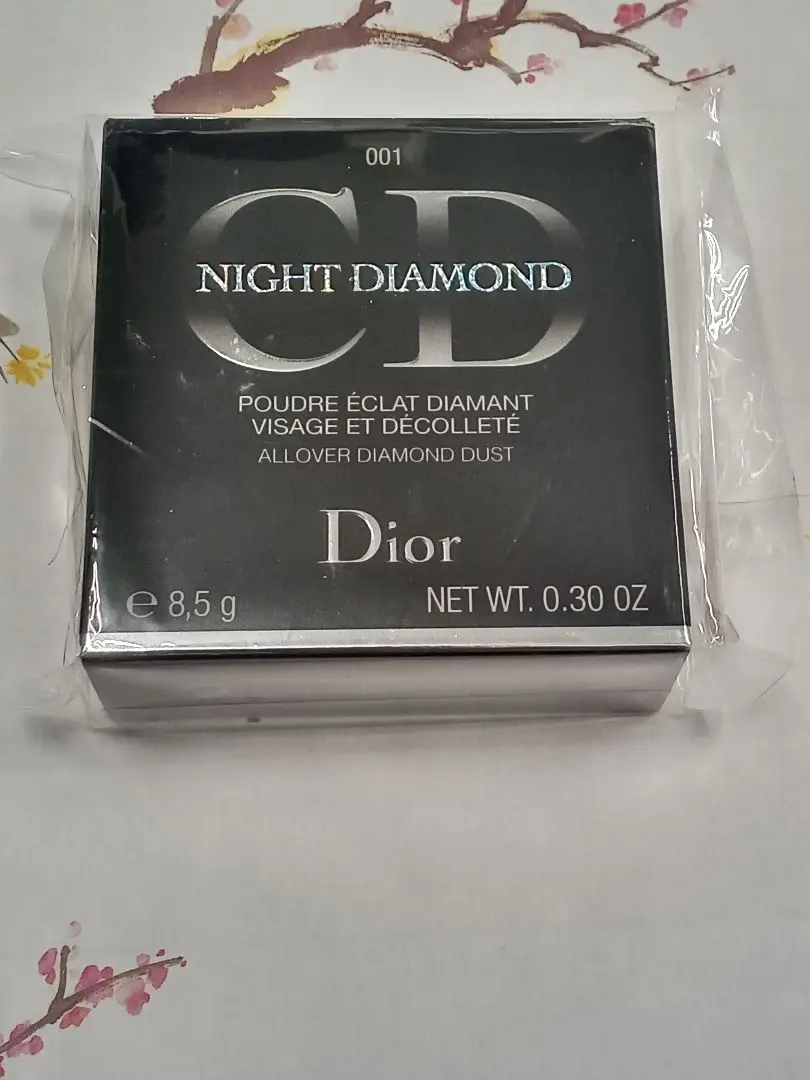 001
CD
NIGHT DIAMOND
POUDRE ÉCLAT DIAMANT
VISAGE ET DÉCOLLETÉ
ALLOVER DIAMOND DUST
Dior
℮ 8,5 g NET WT. 0.30 OZ